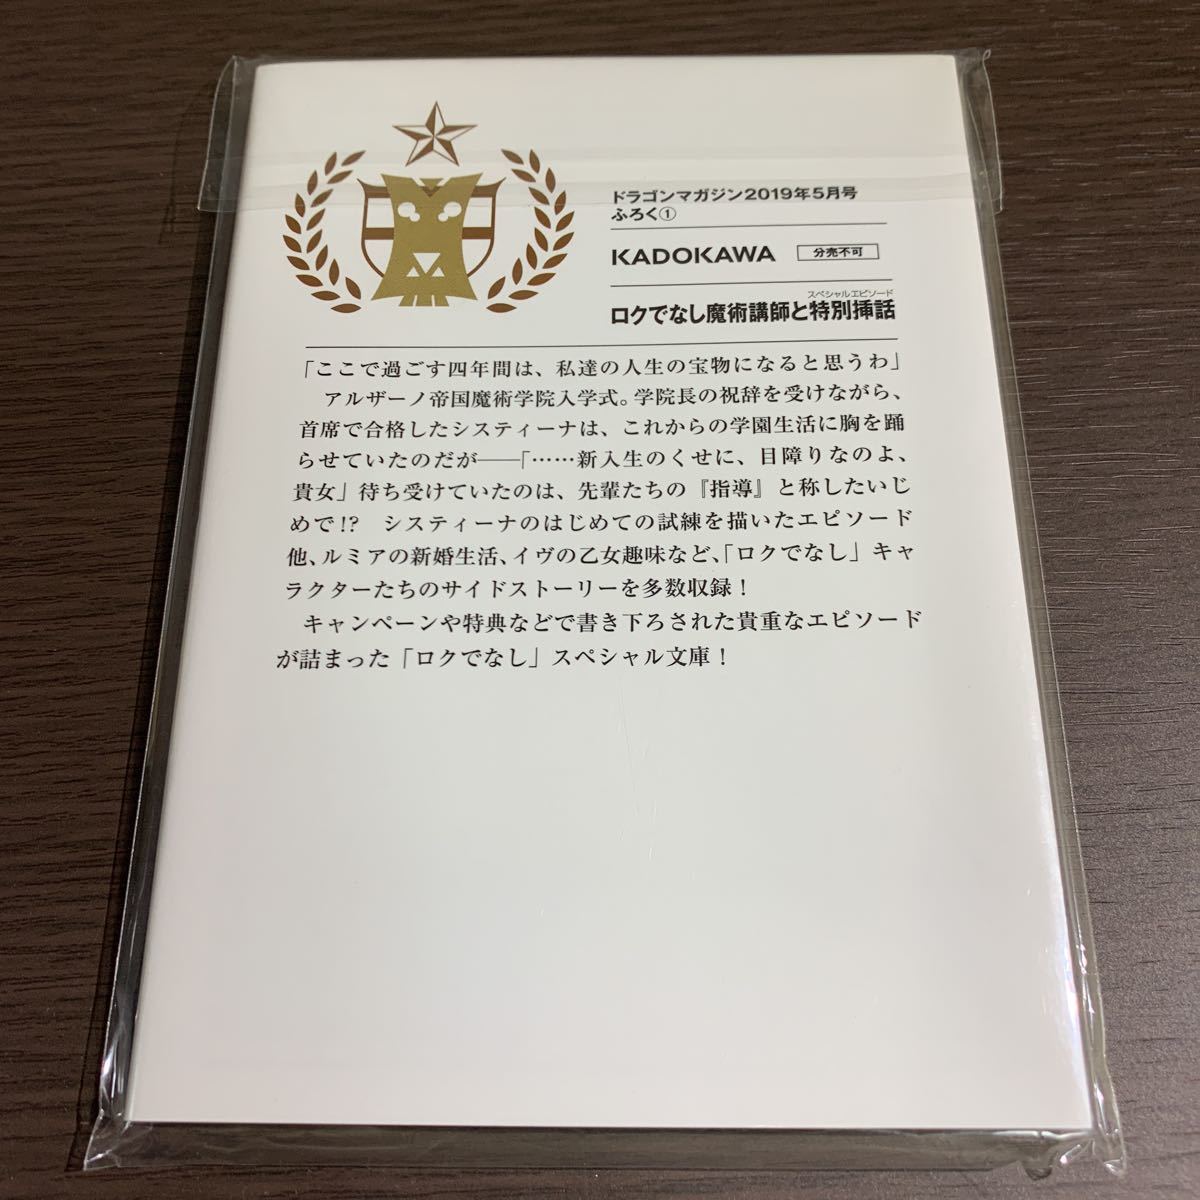 ドラゴンマガジン2019年5月号
ふろく①
KADOKAWA 分売不可
スペシャルエピソード
ロクでなし魔術講師と特別挿話
「ここで過ごす四年間は、私達の人生の宝物になると思うわ」
アルザーノ帝国魔術学院入学式。学院長の祝辞を受けながら、
首席で合格したシスティーナは、これからの学園生活に胸を踊
らせていたのだが――「……新入生のくせに、目障りなのよ、
貴女」待ち受けていたのは、先輩たちの『指導』と称したいじ
めで!? システィーナのはじめての試練を描いたエピソード
他、ルミアの新婚生活、イヴの乙女趣味など、「ロクでなし」キャ
ラクターたちのサイドストーリーを多数収録！
キャンペーンや特典などで書き下ろされた貴重なエピソード
が詰まった「ロクでなし」スペシャル文庫！